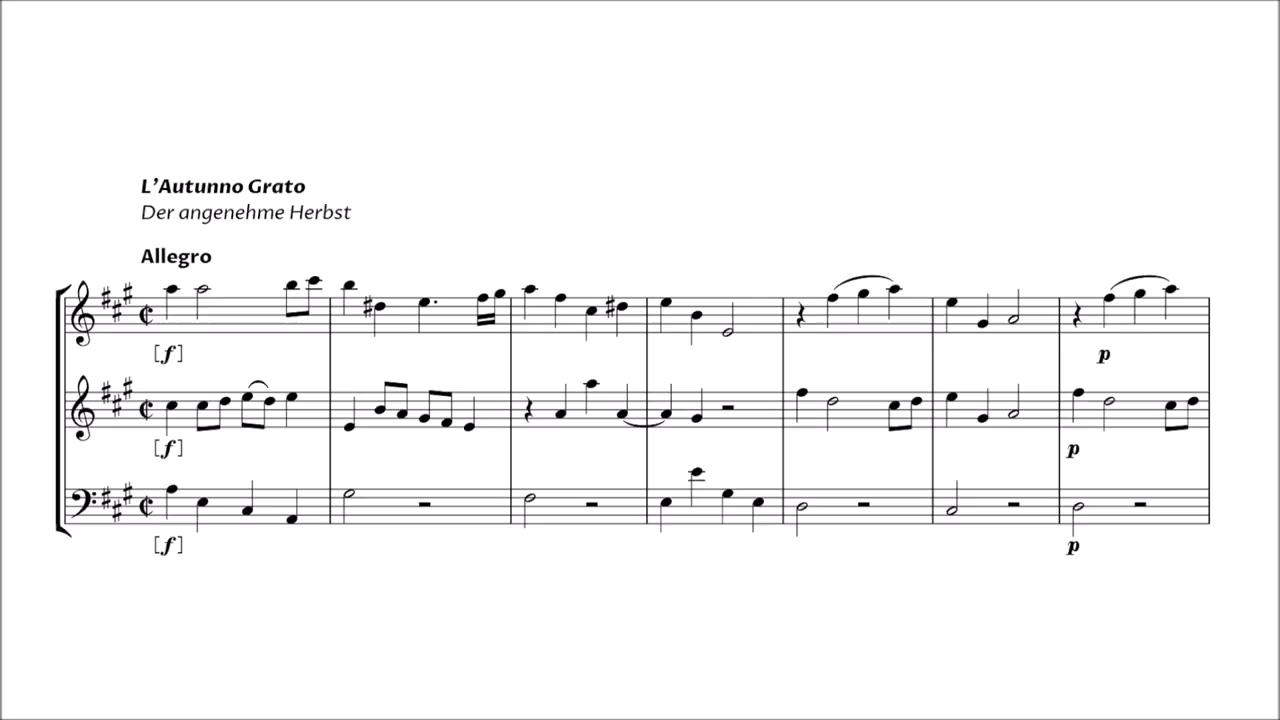 L’Autunno Grato
Der angenehme Herbst
Allegro
[f]
p
[f]
p
[f]
p